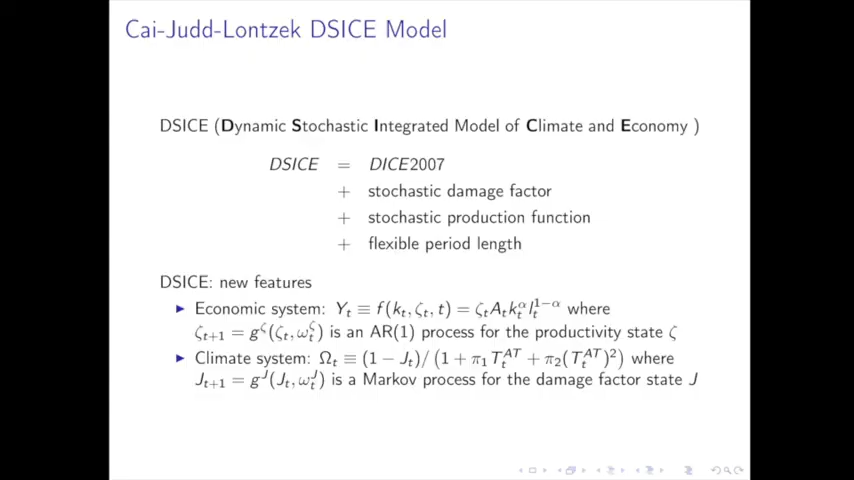 Cai-Judd-Lontzek DSICE Model
DSICE (Dynamic Stochastic Integrated Model of Climate and Economy )
DSICE = DICE2007
+ stochastic damage factor
+ stochastic production function
+ flexible period length
DSICE: new features
▶ Economic system: Y_t ≡ f(k_t, ζ_t, t) = ζ_t A_t k_t^α l_t^{1−α} where
ζ_{t+1} = g^ζ(ζ_t, ω_t^ζ) is an AR(1) process for the productivity state ζ
▶ Climate system: Ω_t ≡ (1 − J_t)/ (1 + π_1 T_t^{AT} + π_2(T_t^{AT})^2) where
J_{t+1} = g^J(J_t, ω_t^J) is a Markov process for the damage factor state J